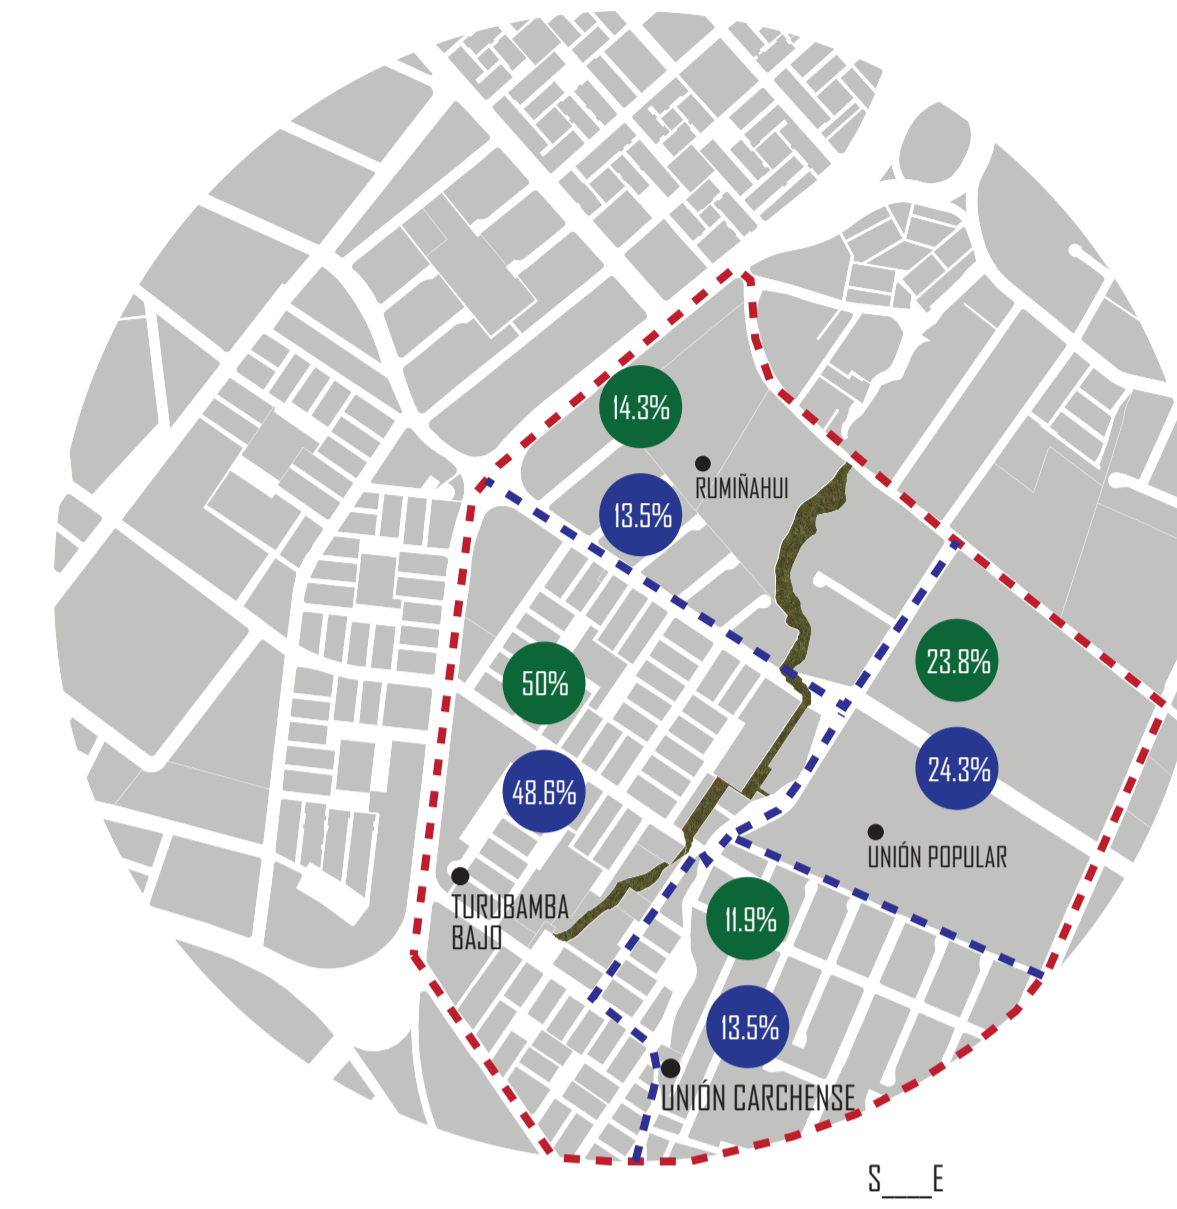 14.3%
RUMIÑAHUI
13.5%
50%
23.8%
48.6%
24.3%
UNIÓN POPULAR
TURUBAMBA
BAJO
11.9%
13.5%
UNIÓN CARCHENSE
S____E